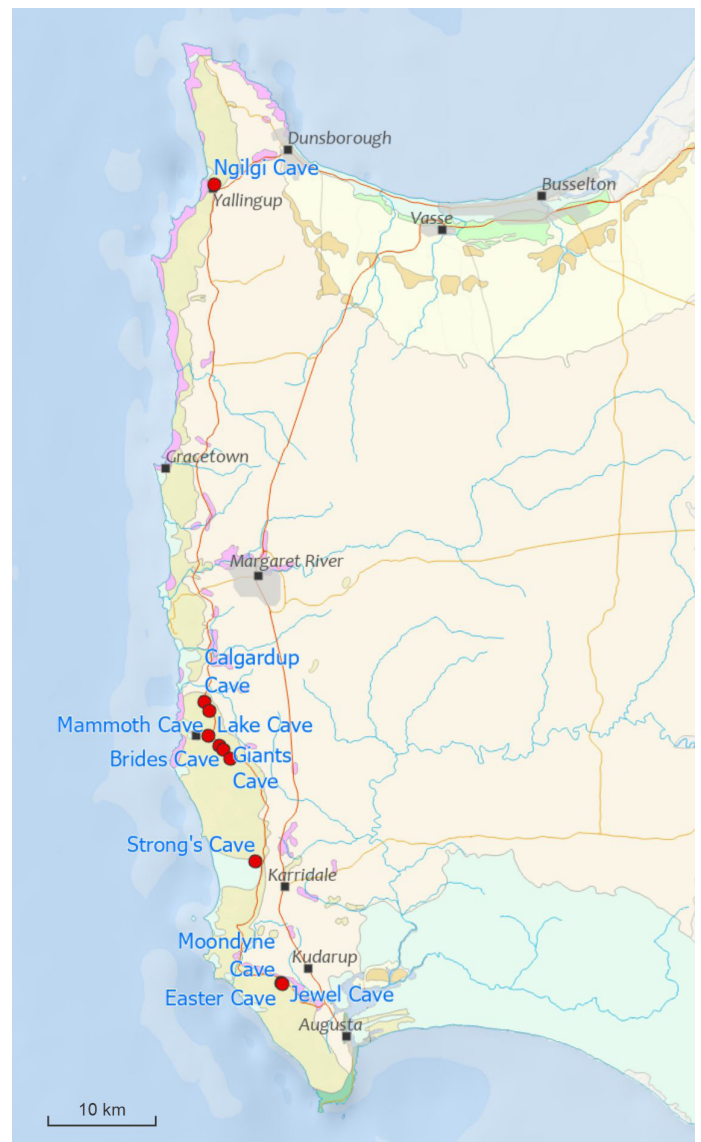 Dunsborough
Ngilgi Cave
Yallingup
Busselton
Vasse
Gracetown
Margaret River
Calgardup
Cave
Mammoth Cave
Lake Cave
Brides Cave
Giants
Cave
Strong's Cave
Karridale
Moondyne
Cave
Kudarup
Easter Cave
Jewel Cave
Augusta
10 km